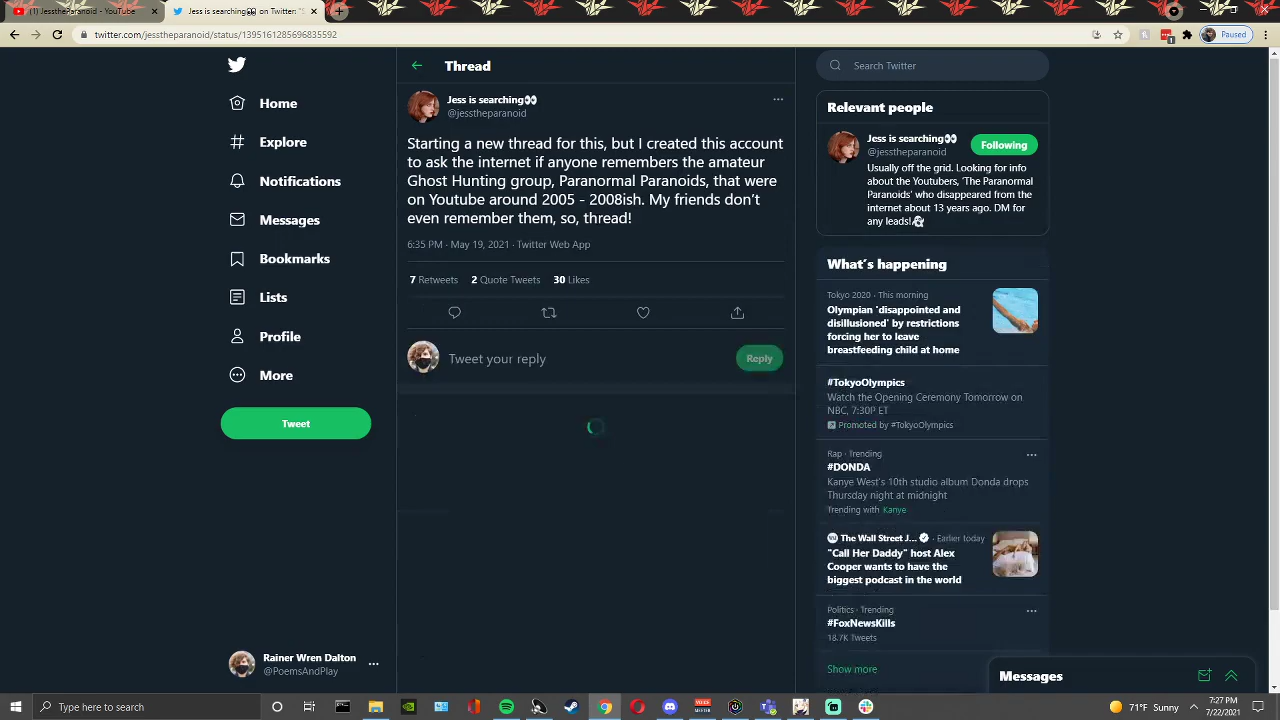 JesstheParanoid - YouTube
Jess is searching👀 on Twitter: "S
twitter.com/jesstheparanoid/status/1395161285696835592
Paused
Home
Explore
Notifications
Messages
Bookmarks
Lists
Profile
More
Tweet
Rainer Wren Dalton
@PoemsAndPlay
Thread
Jess is searching👀
@jesstheparanoid
Starting a new thread for this, but I created this account
to ask the internet if anyone remembers the amateur
Ghost Hunting group, Paranormal Paranoids, that were
on Youtube around 2005 - 2008ish. My friends don't
even remember them, so, thread!
6:35 PM · May 19, 2021 · Twitter Web App
7 Retweets 2 Quote Tweets 30 Likes
Tweet your reply
Reply
Search Twitter
Relevant people
Jess is searching👀
@jesstheparanoid
Following
Usually off the grid. Looking for info
about the Youtubers, 'The Paranormal
Paranoids' who disappeared from the
internet about 13 years ago. DM for
any leads!👻
What's happening
Tokyo 2020 · This morning
Olympian 'disappointed and
disillusioned' by restrictions
forcing her to leave
breastfeeding child at home
#TokyoOlympics
Watch the Opening Ceremony Tomorrow on
NBC, 7:30P ET
Promoted by #TokyoOlympics
Rap · Trending
#DONDA
Kanye West's 10th studio album Donda drops
Thursday night at midnight
Trending with Kanye
The Wall Street J... · Earlier today
"Call Her Daddy" host Alex
Cooper wants to have the
biggest podcast in the world
Politics · Trending
#FoxNewsKills
18.7K Tweets
Show more
Messages
Type here to search
71°F Sunny
7:27 PM
7/22/2021